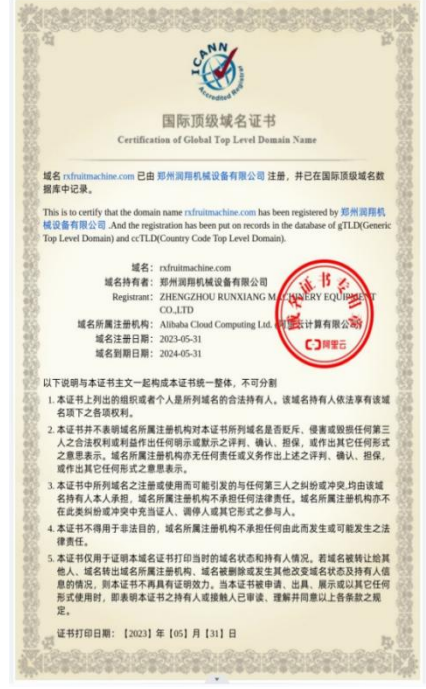 ICANN
Accredited Registrar
国际顶级域名证书
Certification of Global Top Level Domain Name
域名 rxfruitmachine.com 已由 郑州润翔机械设备有限公司 注册，并已在国际顶级域名数
据库中记录。
This is to certify that the domain name rxfruitmachine.com has been registered by 郑州润翔机
械设备有限公司 .And the registration has been put on records in the database of gTLD(Generic
Top Level Domain) and ccTLD(Country Code Top Level Domain).
域名： rxfruitmachine.com
域名持有者： 郑州润翔机械设备有限公司
Registrant： ZHENGZHOU RUNXIANG MACHINERY EQUIPMENT
CO.,LTD
域名所属注册机构： Alibaba Cloud Computing Ltd. (阿里云计算有限公司)
域名注册日期： 2023-05-31
域名到期日期： 2024-05-31
域名证书专用章
阿里云
以下说明与本证书主文一起构成本证书统一整体，不可分割
1. 本证书上列出的组织或者个人是所列域名的合法持有人。该域名持有人依法享有该域
名项下之各项权利。
2. 本证书并不表明域名所属注册机构对本证书所列域名是否贬斥、侵害或毁损任何第三
人之合法权利或利益作出任何明示或默示之评判、确认、担保，或作出其它任何形式
之意思表示。域名所属注册机构亦无任何责任或义务作出上述之评判、确认、担保，
或作出其它任何形式之意思表示。
3. 本证书中所列域名之注册或使用而可能引发的与任何第三人之纠纷或冲突,均由该域
名持有人本人承担，域名所属注册机构不承担任何法律责任。域名所属注册机构亦不
在此类纠纷或冲突中充当证人、调停人或其它形式之参与人。
4. 本证书不得用于非法目的，域名所属注册机构不承担任何由此而发生或可能发生之法
律责任。
5. 本证书仅用于证明本域名证书打印当时的域名状态和持有人情况。若域名被转让给其
他人、域名转出域名所属注册机构、域名被删除或发生其他改变域名状态及持有人信
息的情况，则本证书不再具有证明效力。当本证书被申请、出具、展示或以其它任何
形式使用时，即表明本证书之持有人或接触人已审读、理解并同意以上各条款之规
定。
证书打印日期：【2023】年【05】月【31】日